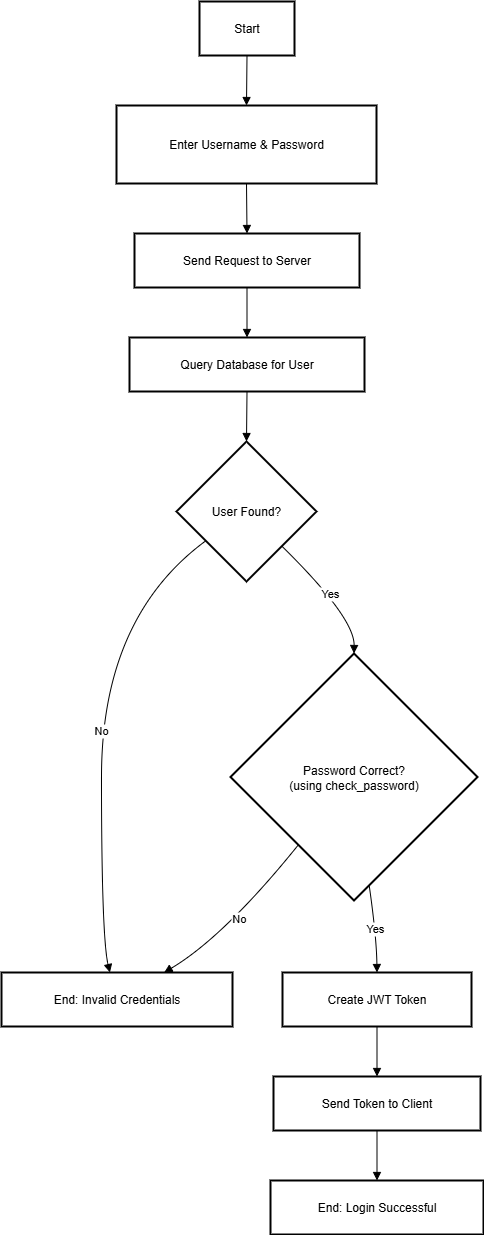 Start
Enter Username & Password
Send Request to Server
Query Database for User
User Found?
Yes
No
Password Correct?
(using check_password)
No
Yes
End: Invalid Credentials
Create JWT Token
Send Token to Client
End: Login Successful